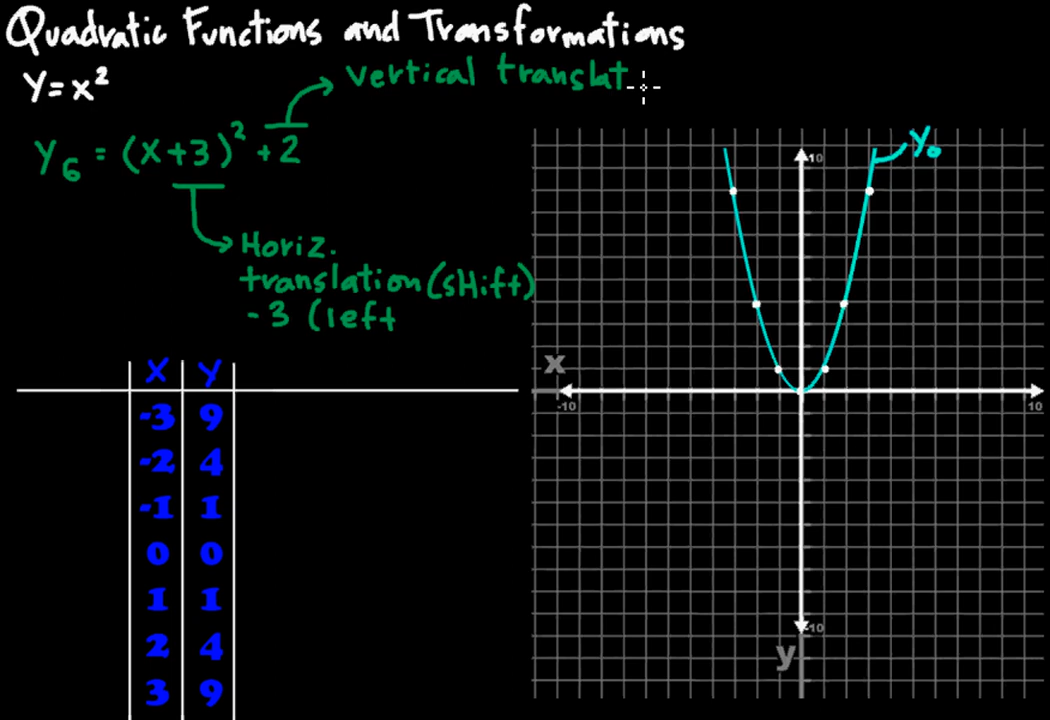 Quadratic Functions and Transformations
Y=x²
vertical translat
Y₆ = (x+3)² +2
Horiz.
translation (shift)
-3 (left
Y₀
10
x
-10
10
-10
y
X Y
-3 9
-2 4
-1 1
0 0
1 1
2 4
3 9